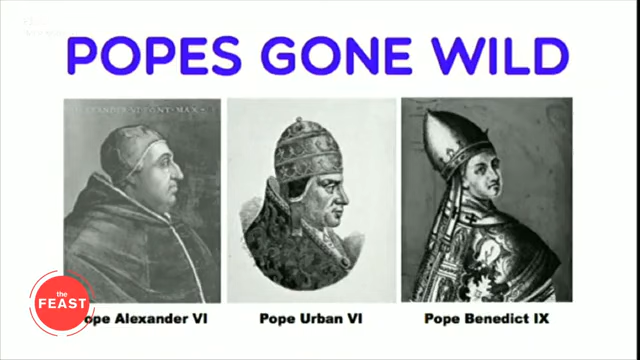 POPES GONE WILD
the
FEAST
ope Alexander VI
Pope Urban VI
Pope Benedict IX